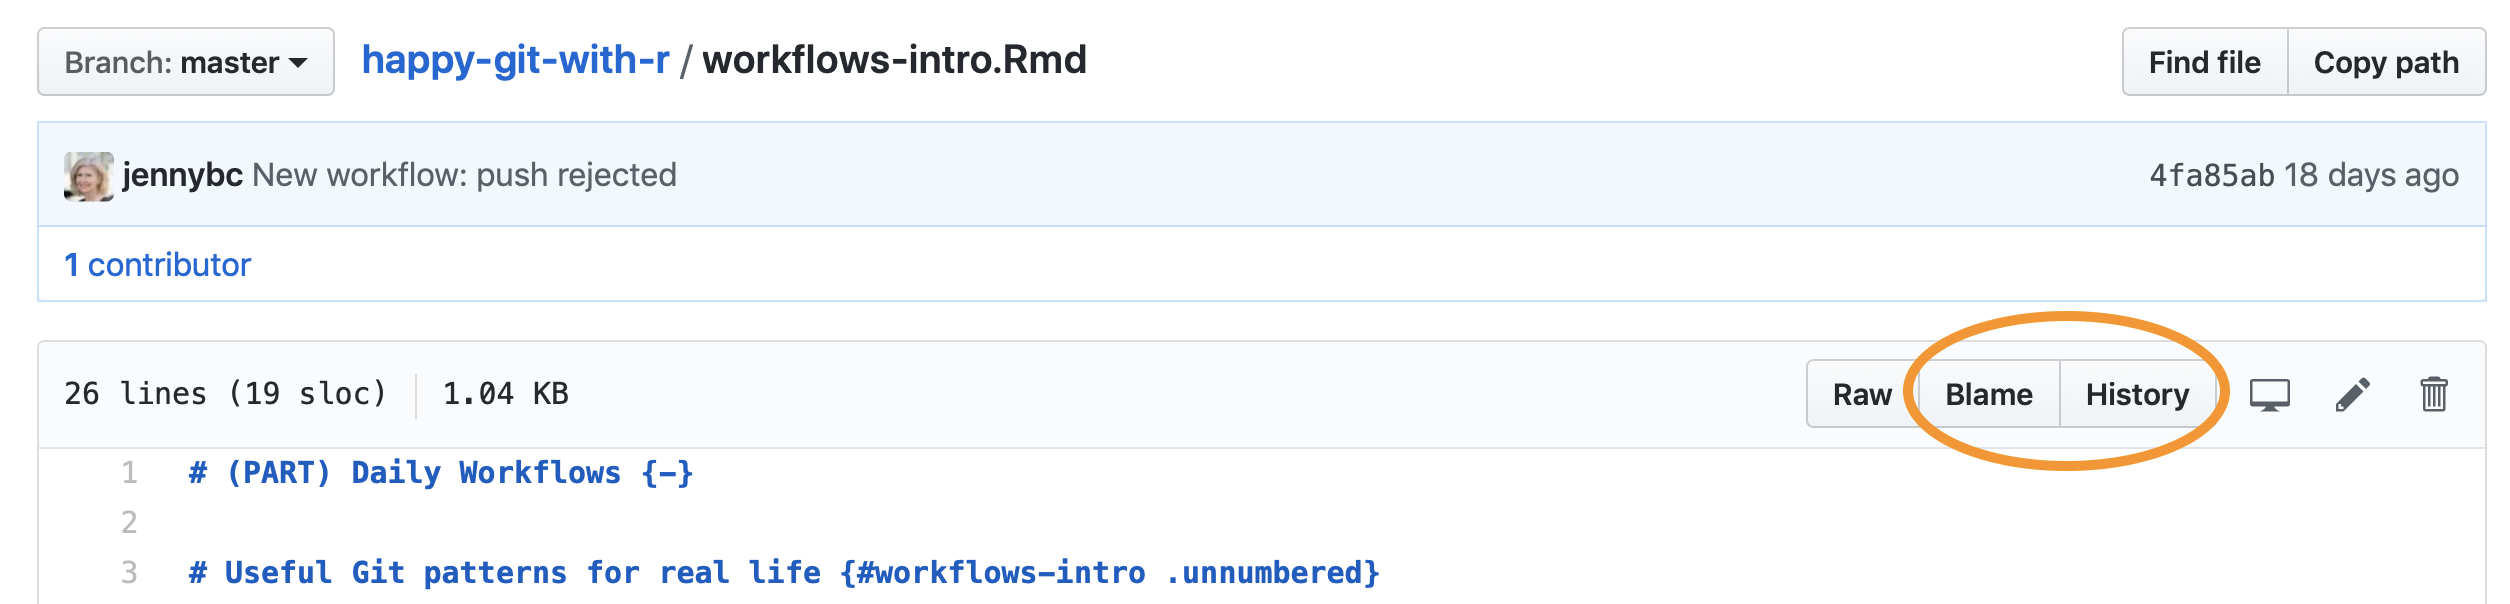 Branch: master happy-git-with-r / workflows-intro.Rmd Find file Copy path
jennybc New workflow: push rejected 4fa85ab 18 days ago
1 contributor
26 lines (19 sloc) 1.04 KB Raw Blame History
1 # (PART) Daily Workflows {-}
2
3 # Useful Git patterns for real life {#workflows-intro .unnumbered}